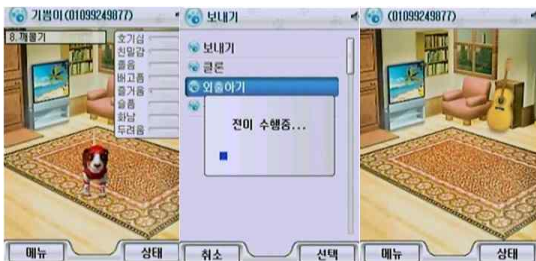 기쁨이 (01099249877)
8. 깨물기
호기심
친밀감
졸음
배고픔
즐거움
슬픔
화남
두려움
메뉴
상태
보내기
보내기
클론
외출하기
전이 수행중...
취소
선택
(01099249877)
메뉴
상태